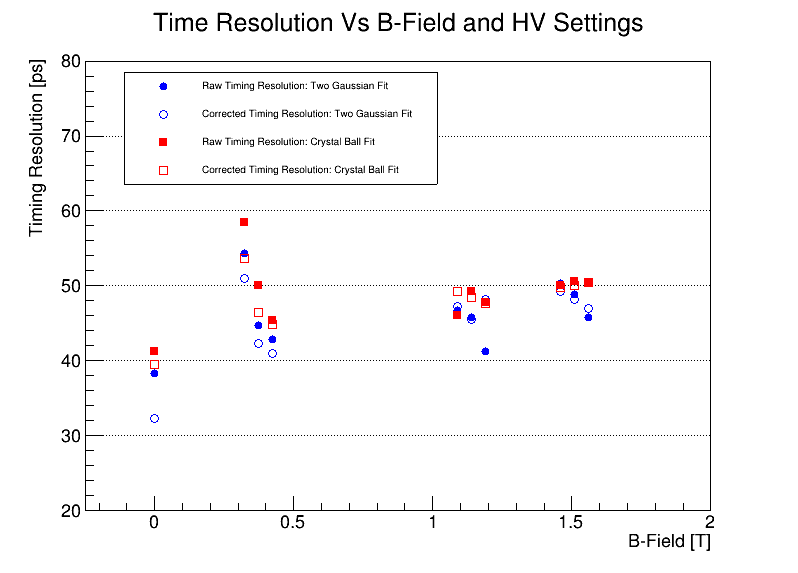 Time Resolution Vs B-Field and HV Settings
Timing Resolution [ps]
80
70
60
50
40
30
20
Raw Timing Resolution: Two Gaussian Fit
Corrected Timing Resolution: Two Gaussian Fit
Raw Timing Resolution: Crystal Ball Fit
Corrected Timing Resolution: Crystal Ball Fit
0 0.5 1 1.5 2
B-Field [T]